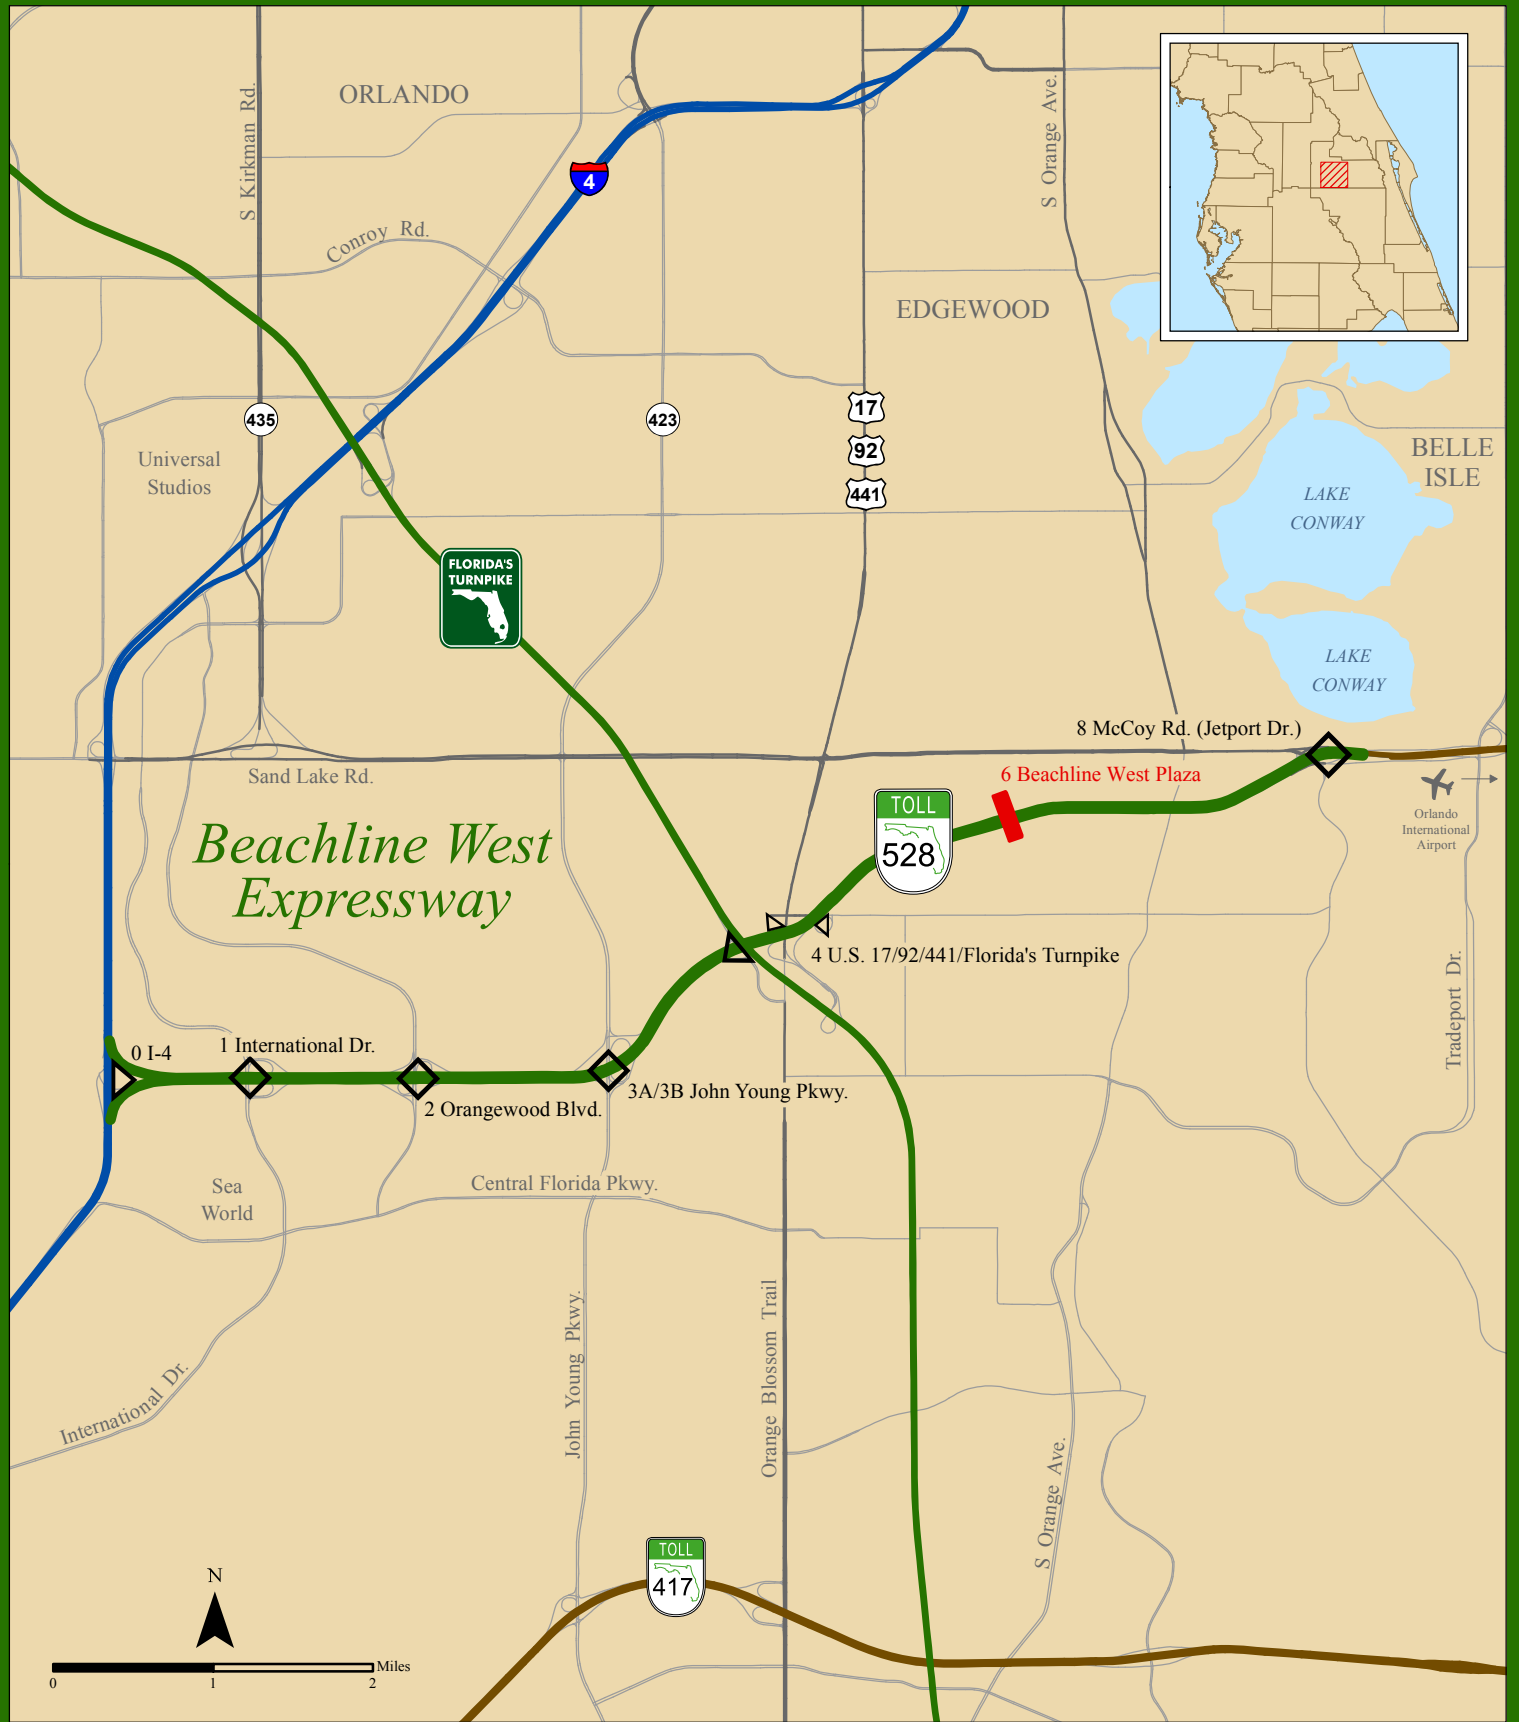 ORLANDO
S Kirkman Rd.
S Orange Ave.
4
Conroy Rd.
EDGEWOOD
435
423
17
92
441
Universal
Studios
BELLE
ISLE
LAKE
CONWAY
FLORIDA'S
TURNPIKE
LAKE
CONWAY
8 McCoy Rd. (Jetport Dr.)
Sand Lake Rd.
6 Beachline West Plaza
TOLL
528
Orlando
International
Airport
Beachline West
Expressway
4 U.S. 17/92/441/Florida's Turnpike
Tradeport Dr.
0 I-4
1 International Dr.
2 Orangewood Blvd.
3A/3B John Young Pkwy.
Sea
World
Central Florida Pkwy.
International Dr.
John Young Pkwy.
Orange Blossom Trail
S Orange Ave.
TOLL
417
N
Miles
0 1 2